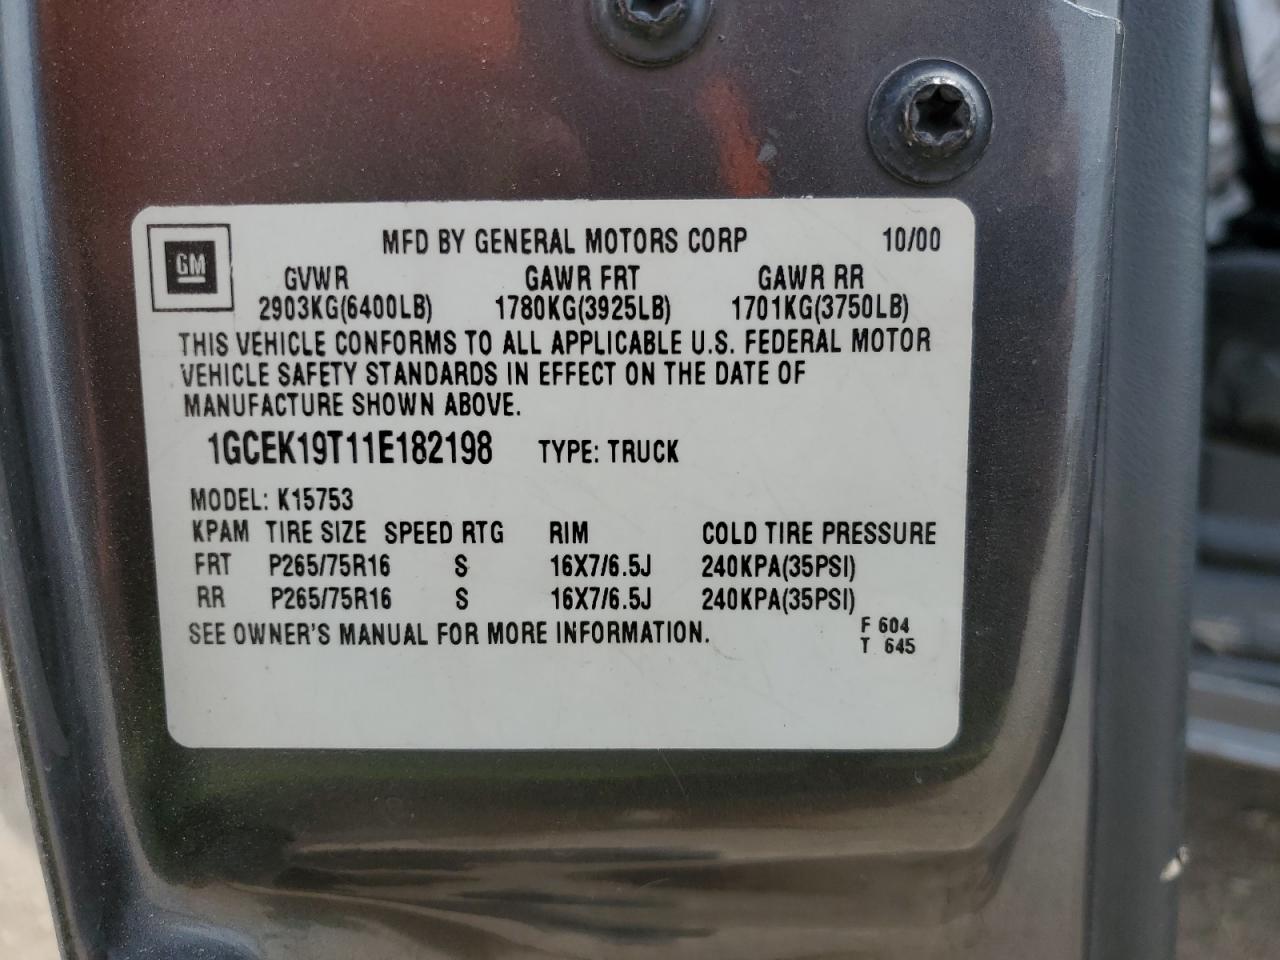 GM
MFD BY GENERAL MOTORS CORP 10/00
GVWR GAWR FRT GAWR RR
2903KG(6400LB) 1780KG(3925LB) 1701KG(3750LB)
THIS VEHICLE CONFORMS TO ALL APPLICABLE U.S. FEDERAL MOTOR
VEHICLE SAFETY STANDARDS IN EFFECT ON THE DATE OF
MANUFACTURE SHOWN ABOVE.
1GCEK19T11E182198 TYPE: TRUCK
MODEL: K15753
KPAM TIRE SIZE SPEED RTG RIM COLD TIRE PRESSURE
FRT P265/75R16 S 16X7/6.5J 240KPA(35PSI)
RR P265/75R16 S 16X7/6.5J 240KPA(35PSI)
SEE OWNER'S MANUAL FOR MORE INFORMATION.
F 604
T 645